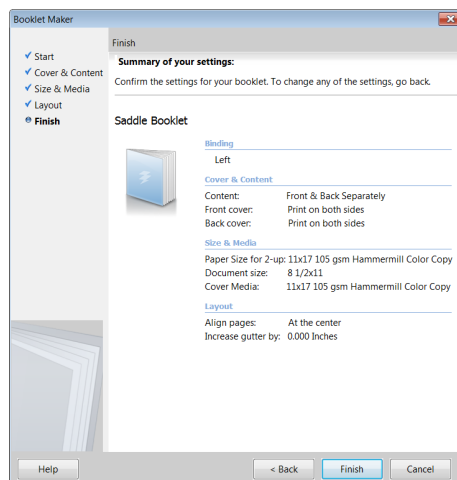 Booklet Maker
Start
Cover & Content
Size & Media
Layout
Finish
Finish
Summary of your settings:
Confirm the settings for your booklet. To change any of the settings, go back.
Saddle Booklet
Binding
Left
Cover & Content
Content: Front & Back Separately
Front cover: Print on both sides
Back cover: Print on both sides
Size & Media
Paper Size for 2-up: 11x17 105 gsm Hammermill Color Copy
Document size: 8 1/2x11
Cover Media: 11x17 105 gsm Hammermill Color Copy
Layout
Align pages: At the center
Increase gutter by: 0.000 Inches
Help
< Back
Finish
Cancel